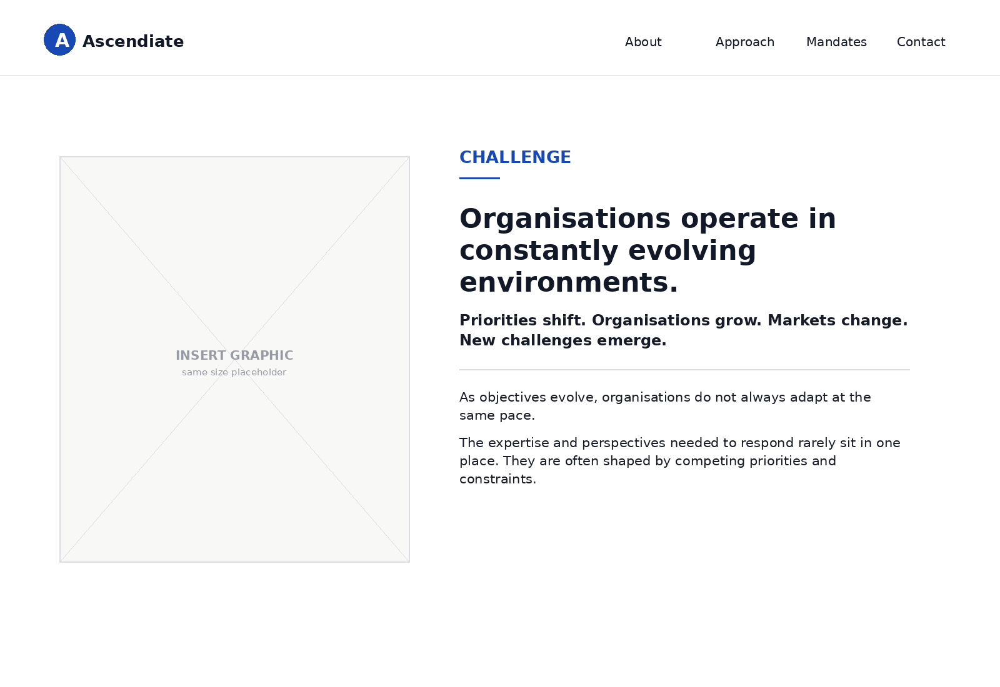 A Ascendiate
About Approach Mandates Contact
INSERT GRAPHIC
same size placeholder
CHALLENGE
Organisations operate in
constantly evolving
environments.
Priorities shift. Organisations grow. Markets change.
New challenges emerge.
As objectives evolve, organisations do not always adapt at the
same pace.
The expertise and perspectives needed to respond rarely sit in one
place. They are often shaped by competing priorities and
constraints.